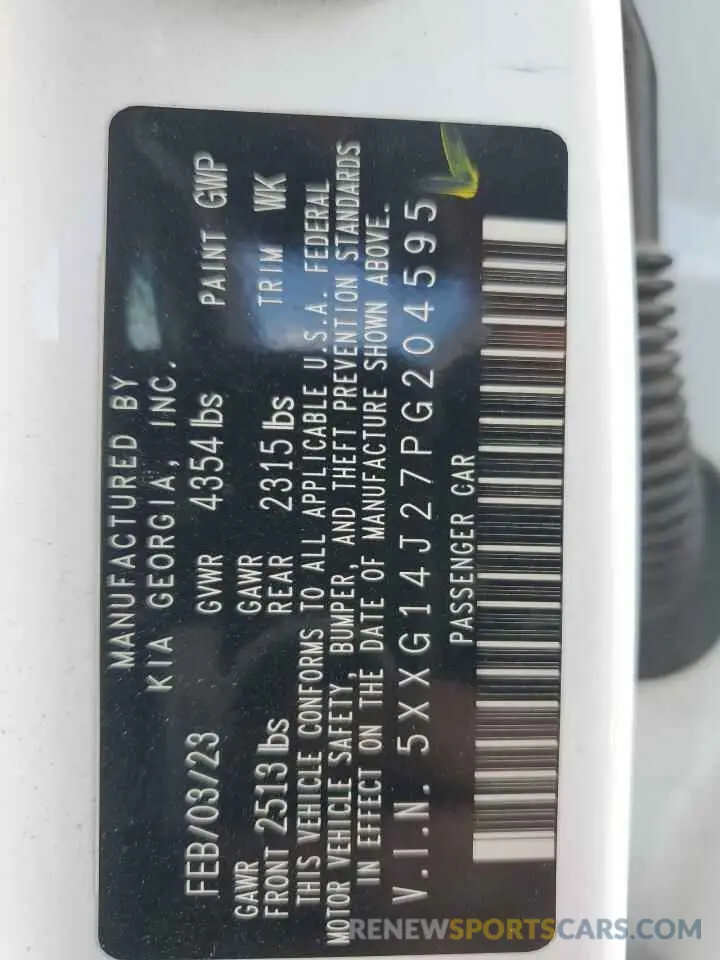 MANUFACTURED BY
KIA GEORGIA, INC.
FEB/03/23 GVWR 4354 lbs PAINT GWP
GAWR GAWR
FRONT 2513 lbs REAR 2315 lbs TRIM WK
THIS VEHICLE CONFORMS TO ALL APPLICABLE U.S.A. FEDERAL
MOTOR VEHICLE SAFETY, BUMPER, AND THEFT PREVENTION STANDARDS
IN EFFECT ON THE DATE OF MANUFACTURE SHOWN ABOVE.
V.I.N. 5XXG14J27PG204595
PASSENGER CAR
RENEWSPORTSCARS.COM